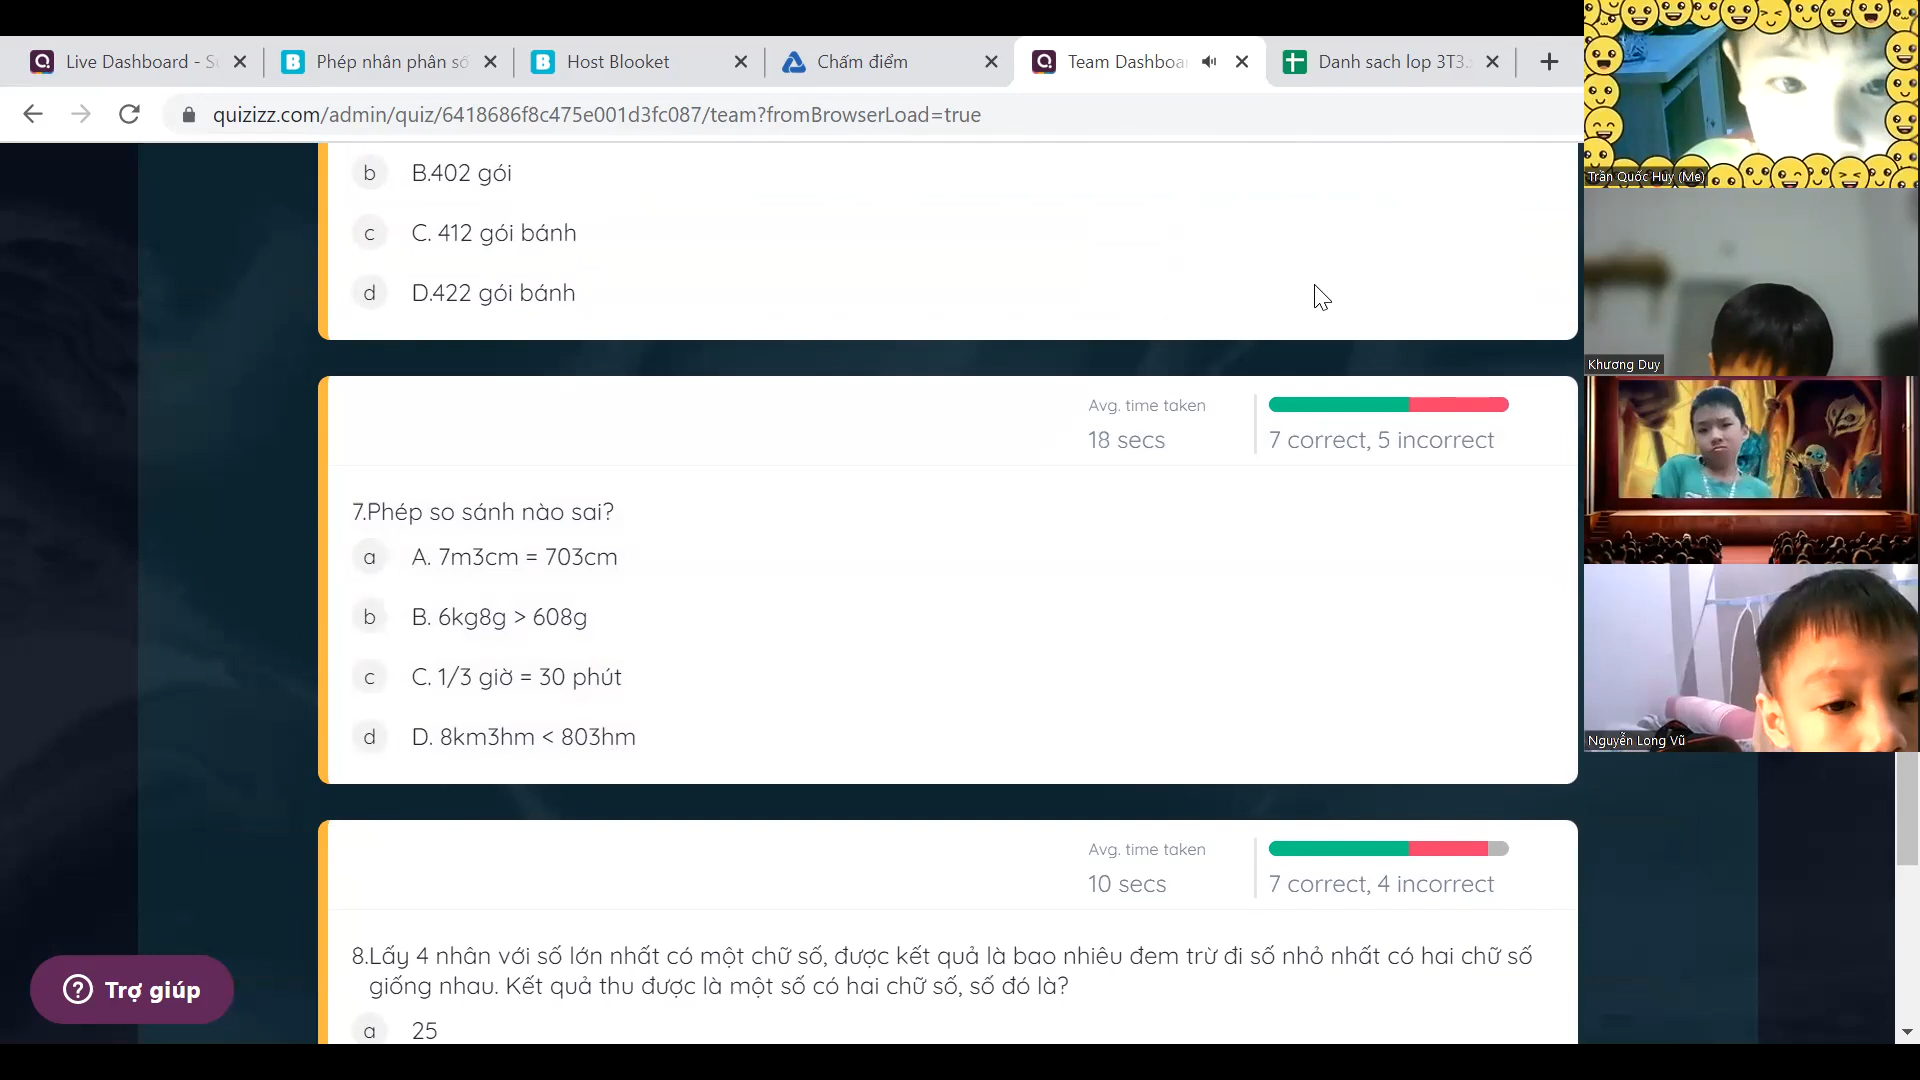 Live Dashboard - S
Phép nhân phân số
Host Blooket
Chấm điểm
Team Dashboa
Danh sach lop 3T3.
quizizz.com/admin/quiz/6418686f8c475e001d3fc087/team?fromBrowserLoad=true
b B.402 gói
c C. 412 gói bánh
d D.422 gói bánh
Avg. time taken
18 secs
7 correct, 5 incorrect
7.Phép so sánh nào sai?
a A. 7m3cm = 703cm
b B. 6kg8g > 608g
c C. 1/3 giờ = 30 phút
d D. 8km3hm < 803hm
Avg. time taken
10 secs
7 correct, 4 incorrect
8.Lấy 4 nhân với số lớn nhất có một chữ số, được kết quả là bao nhiêu đem trừ đi số nhỏ nhất có hai chữ số
giống nhau. Kết quả thu được là một số có hai chữ số, số đó là?
a 25
Trợ giúp
Trần Quốc Huy (Me)
Khương Duy
Nguyễn Long Vũ